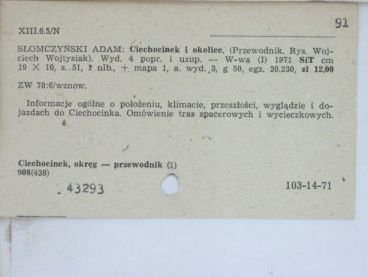 91
XIII.6.5/N
SŁOMCZYŃSKI ADAM: Ciechocinek i okolice. (Przewodnik. Rys. Woj-
ciech Wojtysiak). Wyd. 4 popr. i uzup. — W-wa (I) 1971 SiT cm
19 X 10, s. 51, 1 nlb., + mapa 1, a. wyd. 3, g 50, egz. 20.230, zł 12,00
ZW 70:6/wznow.
Informacje ogólne o położeniu, klimacie, przeszłości, wyglądzie i do-
jazdach do Ciechocinka. Omówienie tras spacerowych i wycieczkowych.
Ciechocinek, okręg — przewodnik (1)
908(438)
43293
103-14-71